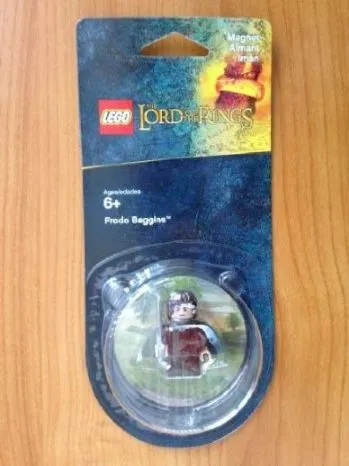 Magnet
Aimant
Imán
LEGO
THE LORD OF THE RINGS
Ages/edades
6+
Frodo Baggins™